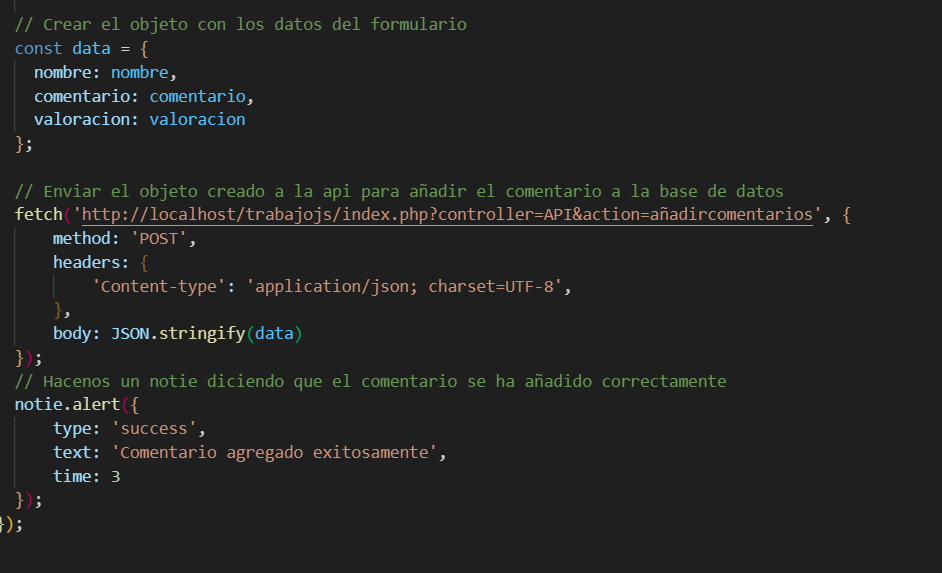 // Crear el objeto con los datos del formulario
const data = {
nombre: nombre,
comentario: comentario,
valoracion: valoracion
};
// Enviar el objeto creado a la api para añadir el comentario a la base de datos
fetch('http://localhost/trabajojs/index.php?controller=API&action=añadircomentarios', {
method: 'POST',
headers: {
'Content-type': 'application/json; charset=UTF-8',
},
body: JSON.stringify(data)
});
// Hacenos un notie diciendo que el comentario se ha añadido correctamente
notie.alert({
type: 'success',
text: 'Comentario agregado exitosamente',
time: 3
});
});